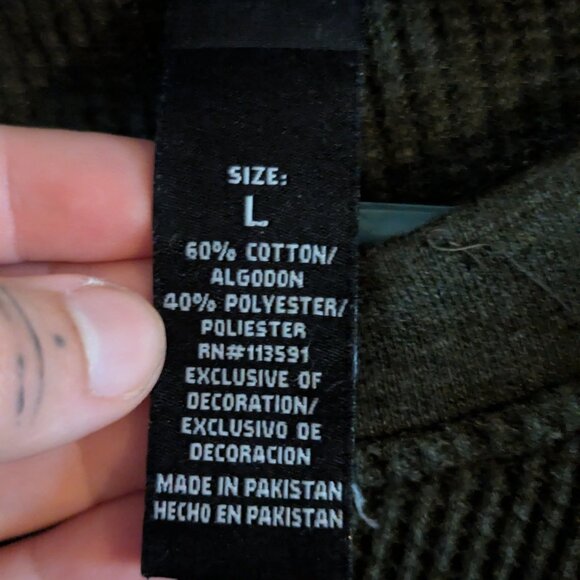 SIZE:
L
60% COTTON/
ALGODON
40% POLYESTER/
POLIESTER
RN#113591
EXCLUSIVE OF
DECORATION/
EXCLUSIVO DE
DECORACION
MADE IN PAKISTAN
HECHO EN PAKISTAN